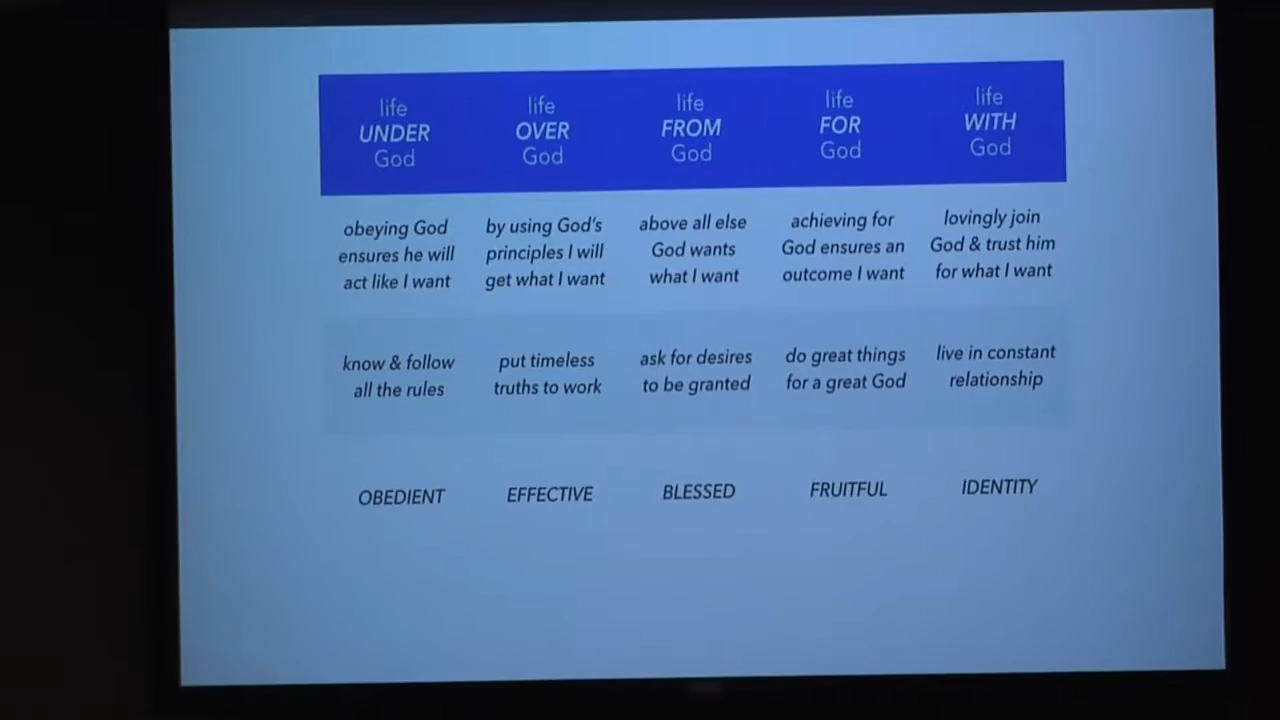 life
UNDER
God
life
OVER
God
life
FROM
God
life
FOR
God
life
WITH
God
obeying God
ensures he will
act like I want
by using God's
principles I will
get what I want
above all else
God wants
what I want
achieving for
God ensures an
outcome I want
lovingly join
God & trust him
for what I want
know & follow
all the rules
put timeless
truths to work
ask for desires
to be granted
do great things
for a great God
live in constant
relationship
OBEDIENT
EFFECTIVE
BLESSED
FRUITFUL
IDENTITY